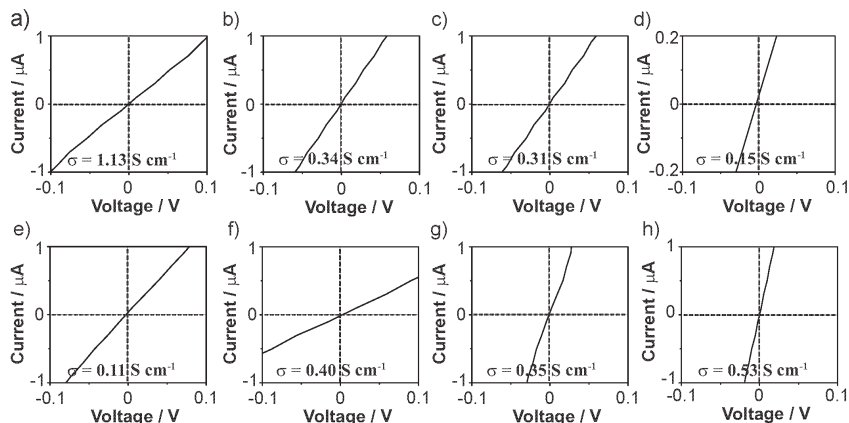 a)
Current / μA
1
0
-1
-0.1
0
0.1
σ = 1.13 S cm⁻¹
Voltage / V
b)
Current / μA
1
0
-1
-0.1
0
0.1
σ = 0.34 S cm⁻¹
Voltage / V
c)
Current / μA
1
0
-1
-0.1
0
0.1
σ = 0.31 S cm⁻¹
Voltage / V
d)
Current / μA
0.2
0
-0.2
-0.1
0
0.1
σ = 0.15 S cm⁻¹
Voltage / V
e)
Current / μA
1
0
-1
-0.1
0
0.1
σ = 0.11 S cm⁻¹
Voltage / V
f)
Current / μA
1
0
-1
-0.1
0
0.1
σ = 0.40 S cm⁻¹
Voltage / V
g)
Current / μA
1
0
-1
-0.1
0
0.1
σ = 0.35 S cm⁻¹
Voltage / V
h)
Current / μA
1
0
-1
-0.1
0
0.1
σ = 0.53 S cm⁻¹
Voltage / V